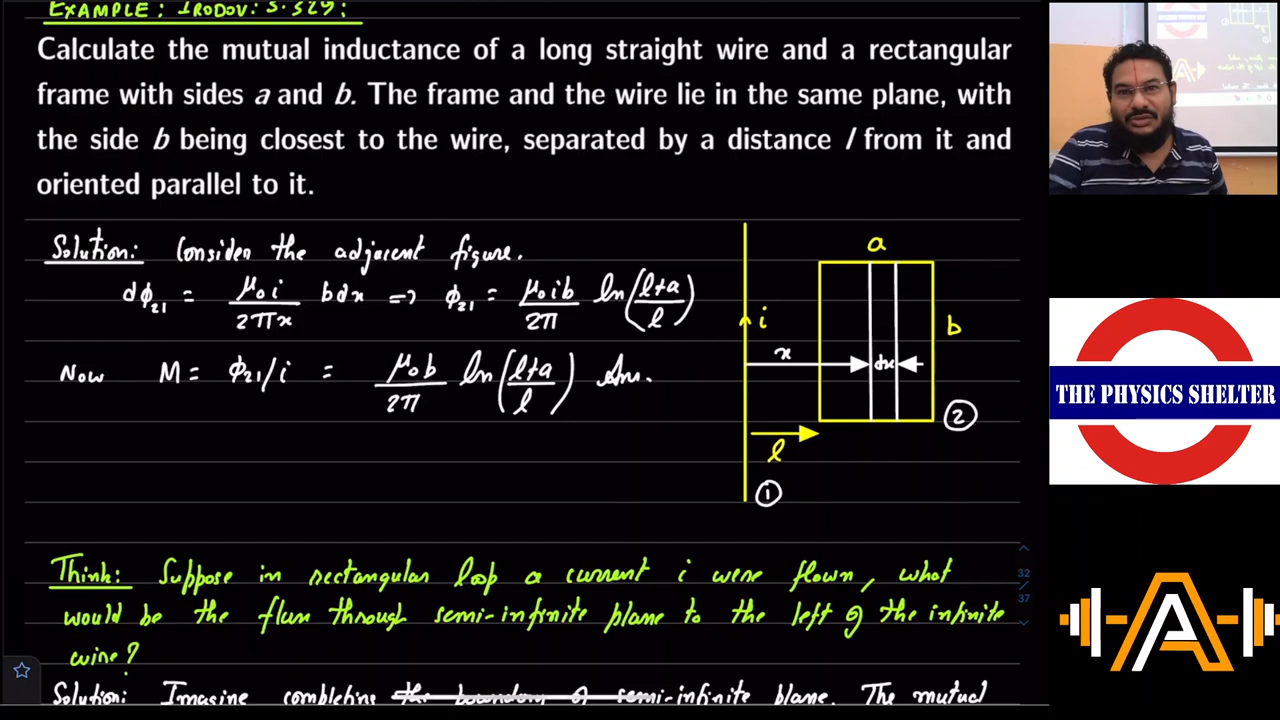 EXAMPLE: IRODOV: 3.329:
Calculate the mutual inductance of a long straight wire and a rectangular
frame with sides a and b. The frame and the wire lie in the same plane, with
the side b being closest to the wire, separated by a distance l from it and
oriented parallel to it.
Solution: Consider the adjacent figure.
dϕ₂₁ = μ₀i/2πx bdx => ϕ₂₁ = μ₀ib/2π ln(l+a/l)
Now M = ϕ₂₁/i = μ₀b/2π ln(l+a/l) Ans.
a
i
b
x
dx
l
1
2
Think: Suppose in rectangular loop a current i were flown, what
would be the flux through semi-infinite plane to the left of the infinite
wire?
Solution: Imagine completing the boundary of semi-infinite plane. The mutual
THE PHYSICS SHELTER
A
32
37